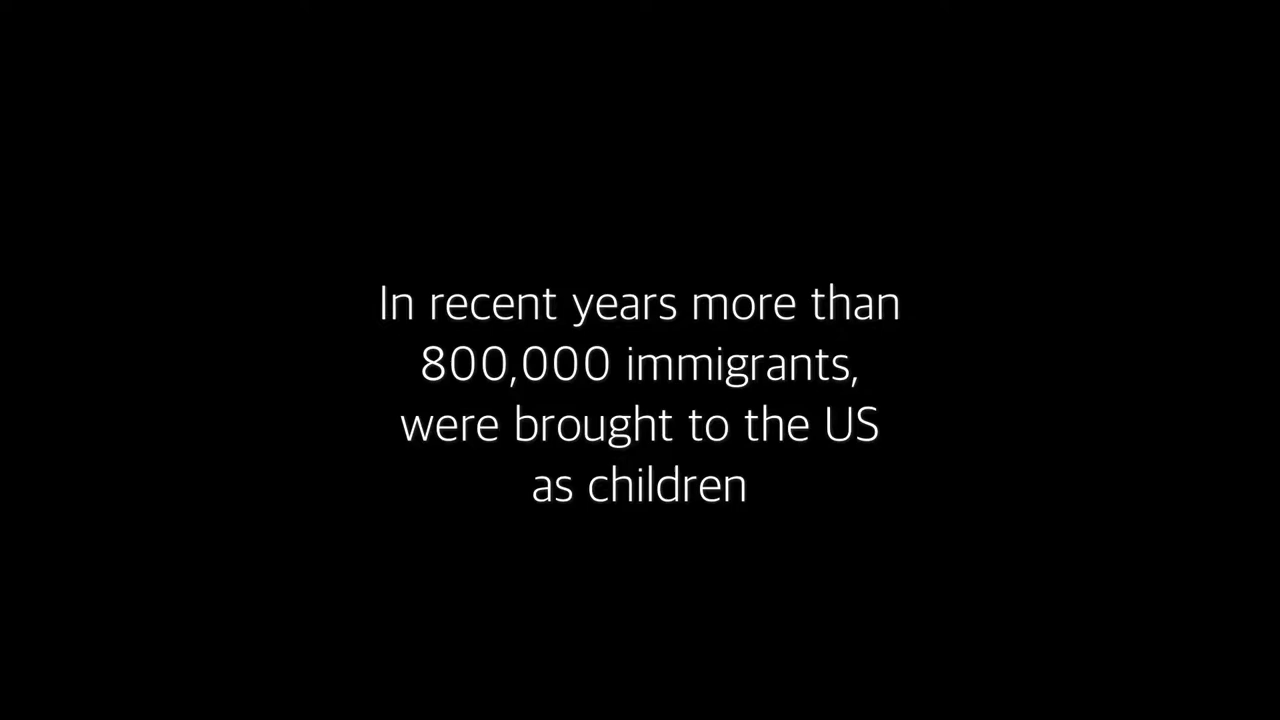 In recent years more than
800,000 immigrants,
were brought to the US
as children